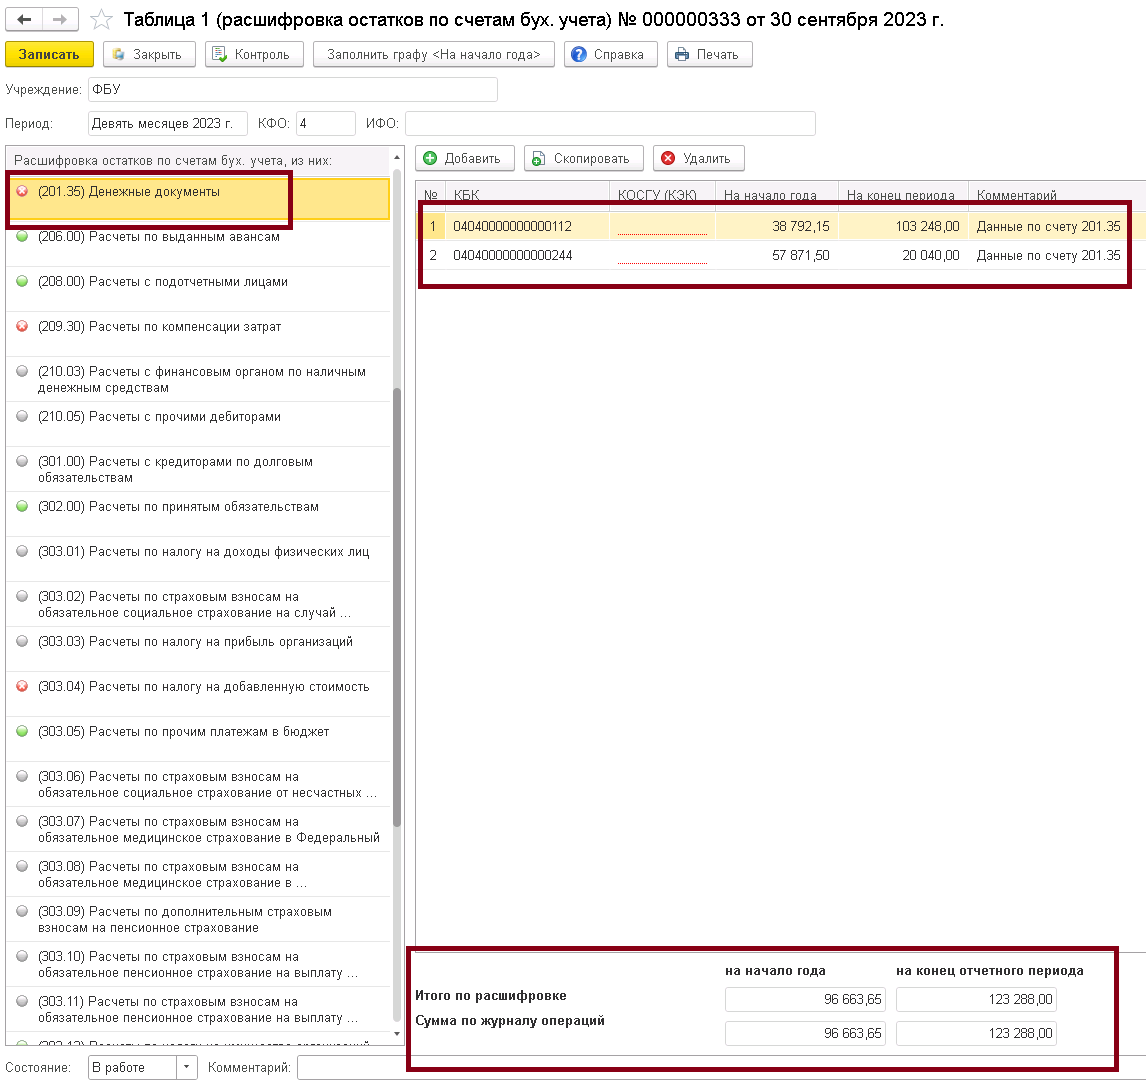 Таблица 1 (расшифровка остатков по счетам бух. учета) № 000000333 от 30 сентября 2023 г.
Записать Закрыть Контроль Заполнить графу <На начало года> Справка Печать
Учреждение: ФБУ
Период: Девять месяцев 2023 г. КФО: 4 ИФО:
Расшифровка остатков по счетам бух. учета, из них:
(201.35) Денежные документы
(206.00) Расчеты по выданным авансам
(208.00) Расчеты с подотчетными лицами
(209.30) Расчеты по компенсации затрат
(210.03) Расчеты с финансовым органом по наличным
денежным средствам
(210.05) Расчеты с прочими дебиторами
(301.00) Расчеты с кредиторами по долговым
обязательствам
(302.00) Расчеты по принятым обязательствам
(303.01) Расчеты по налогу на доходы физических лиц
(303.02) Расчеты по страховым взносам на
обязательное социальное страхование на случай ...
(303.03) Расчеты по налогу на прибыль организаций
(303.04) Расчеты по налогу на добавленную стоимость
(303.05) Расчеты по прочим платежам в бюджет
(303.06) Расчеты по страховым взносам на
обязательное социальное страхование от несчастных ...
(303.07) Расчеты по страховым взносам на
обязательное медицинское страхование в Федеральный
(303.08) Расчеты по страховым взносам на
обязательное медицинское страхование в ...
(303.09) Расчеты по дополнительным страховым
взносам на пенсионное страхование
(303.10) Расчеты по страховым взносам на
обязательное пенсионное страхование на выплату ...
(303.11) Расчеты по страховым взносам на
обязательное пенсионное страхование на выплату ...
(303.12) Расчеты по налогу на имущество организаций
Добавить Скопировать Удалить
№ КБК КОСГУ (КЭК) На начало года На конец периода Комментарий
1 04040000000000112 38 792,15 103 248,00 Данные по счету 201.35
2 04040000000000244 57 871,50 20 040,00 Данные по счету 201.35
на начало года на конец отчетного периода
Итого по расшифровке 96 663,65 123 288,00
Сумма по журналу операций 96 663,65 123 288,00
Состояние: В работе Комментарий: